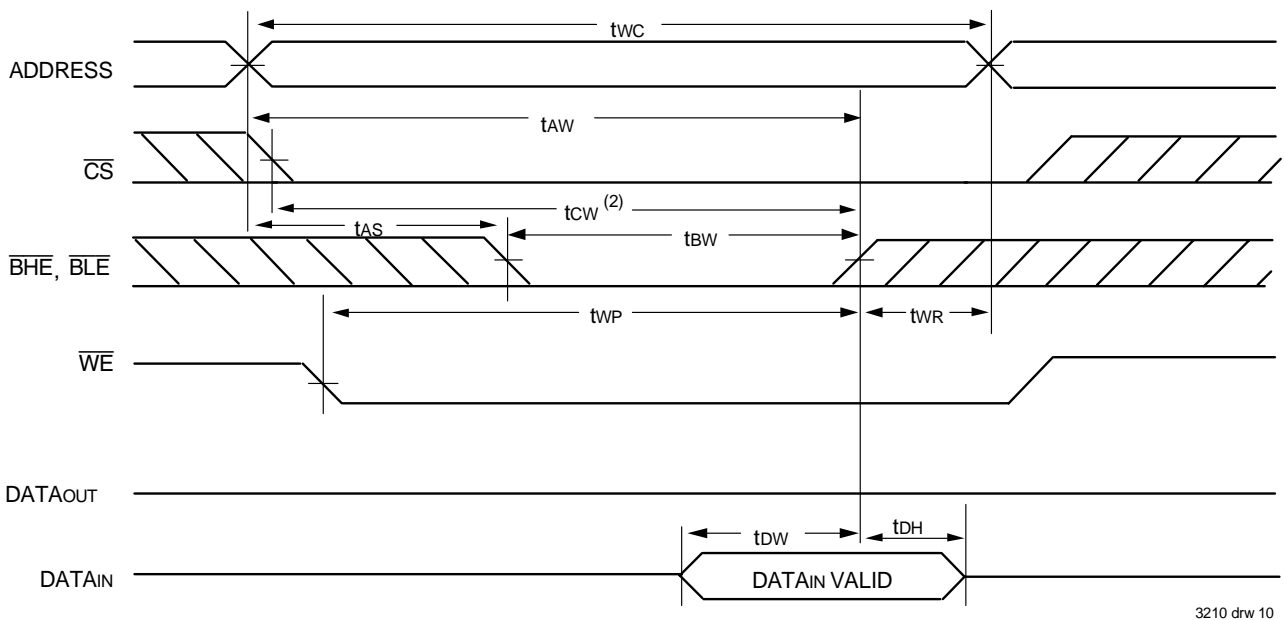 tWC
ADDRESS
tAW
CS
tCW (2)
tAS
tBW
BHE, BLE
tWP
tWR
WE
DATAOUT
tDW
tDH
DATAIN
DATAIN VALID
3210 drw 10